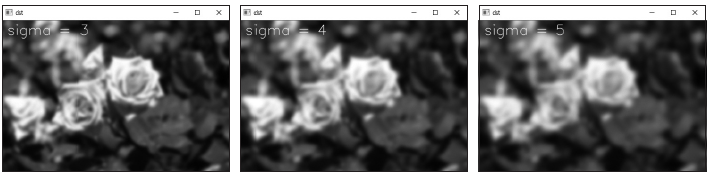 dst
sigma = 3
dst
sigma = 4
dst
sigma = 5